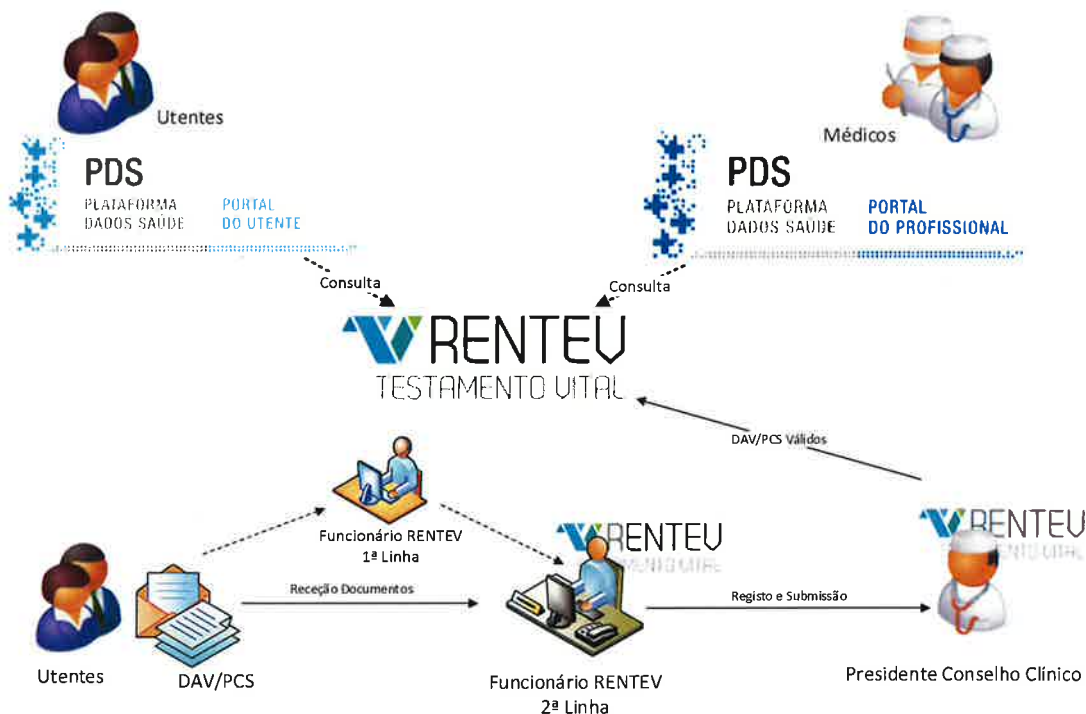 Utentes
Médicos
PDS
PLATAFORMA
DADOS SAÚDE
PORTAL
DO UTENTE
PDS
PLATAFORMA
DADOS SAÚDE
PORTAL
DO PROFISSIONAL
Consulta
Consulta
RENTEV
TESTAMENTO VITAL
DAV/PCS Válidos
Funcionário RENTEV
1ª Linha
RENTEV
VITAL
RENTEV
VITAL
Receção Documentos
Registo e Submissão
Utentes
DAV/PCS
Funcionário RENTEV
2ª Linha
Presidente Conselho Clínico